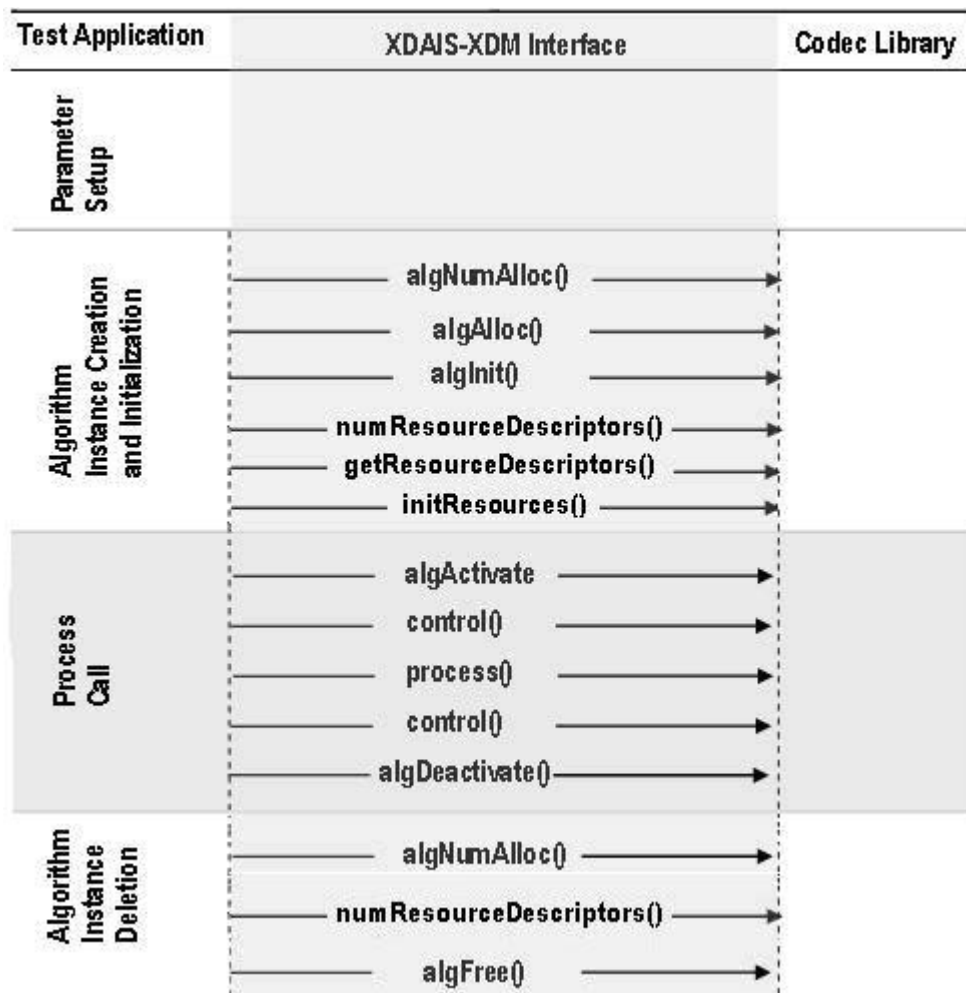 Test Application
XDAIS-XDM Interface
Codec Library
Parameter
Setup
Algorithm
Instance Creation
and Initialization
algNumAlloc()
algAlloc()
algInit()
numResourceDescriptors()
getResourceDescriptors()
initResources()
Process
Call
algActivate
control()
process()
control()
algDeactivate()
Algorithm
Instance
Deletion
algNumAlloc()
numResourceDescriptors()
algFree()